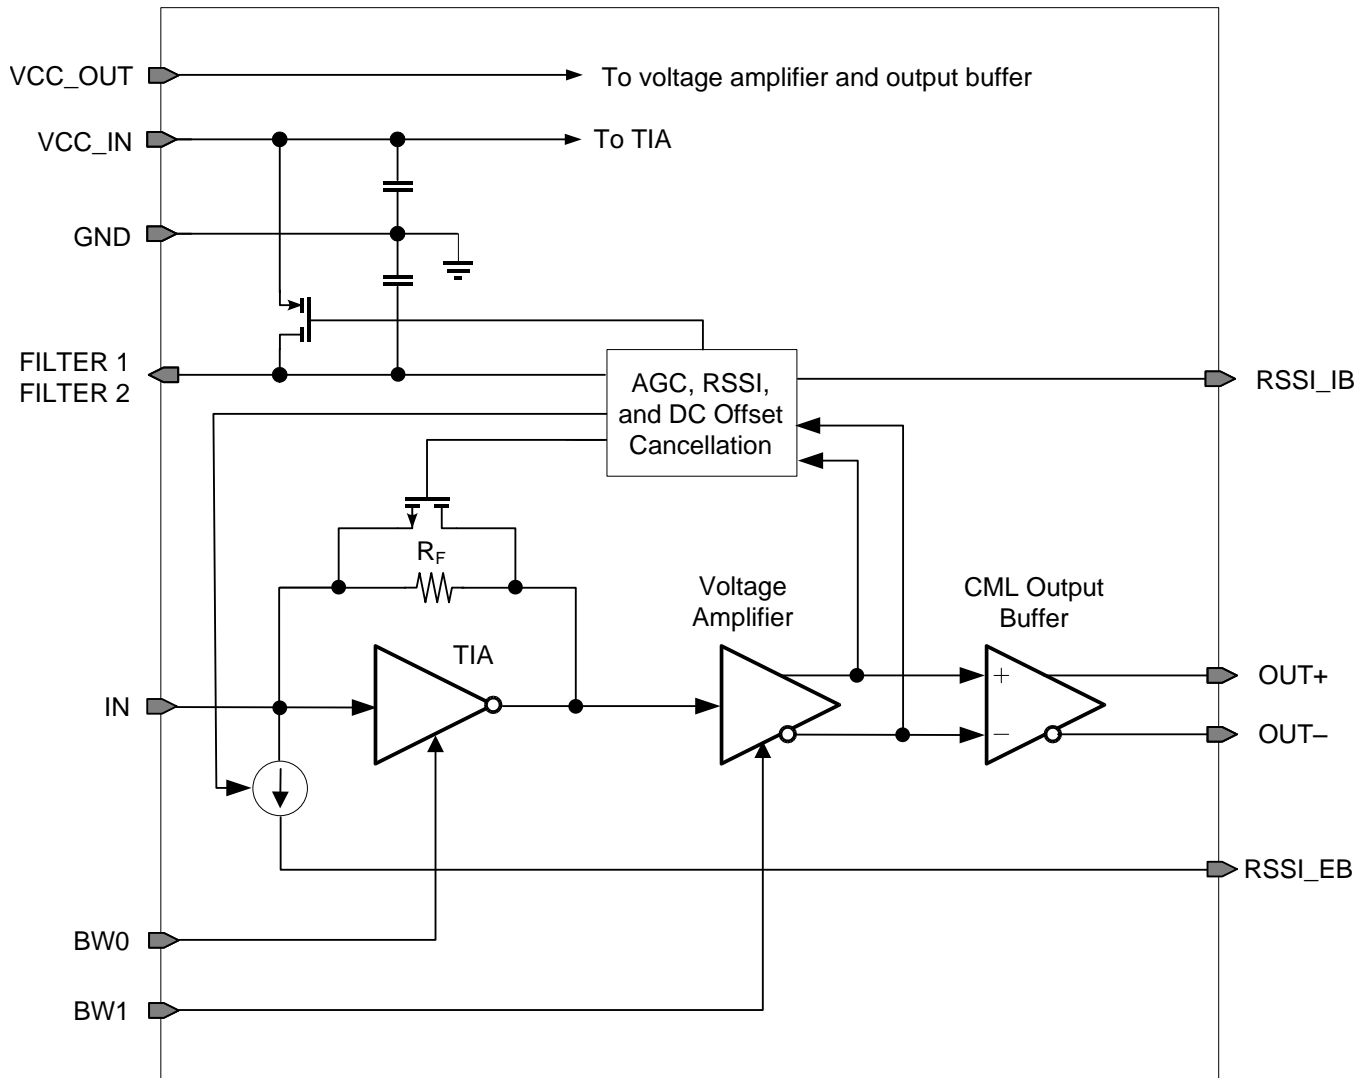 VCC_OUT
To voltage amplifier and output buffer
VCC_IN
To TIA
GND
FILTER 1
FILTER 2
AGC, RSSI,
and DC Offset
Cancellation
RSSI_IB
RF
Voltage
Amplifier
CML Output
Buffer
TIA
IN
+
−
OUT+
OUT–
RSSI_EB
BW0
BW1